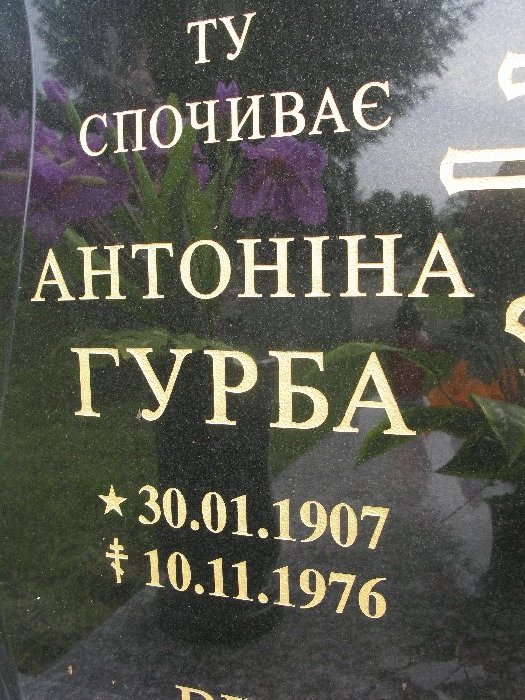 ТУ
СПОЧИВАЄ
АНТОНІНА
ГУРБА
★ 30.01.1907
☦ 10.11.1976